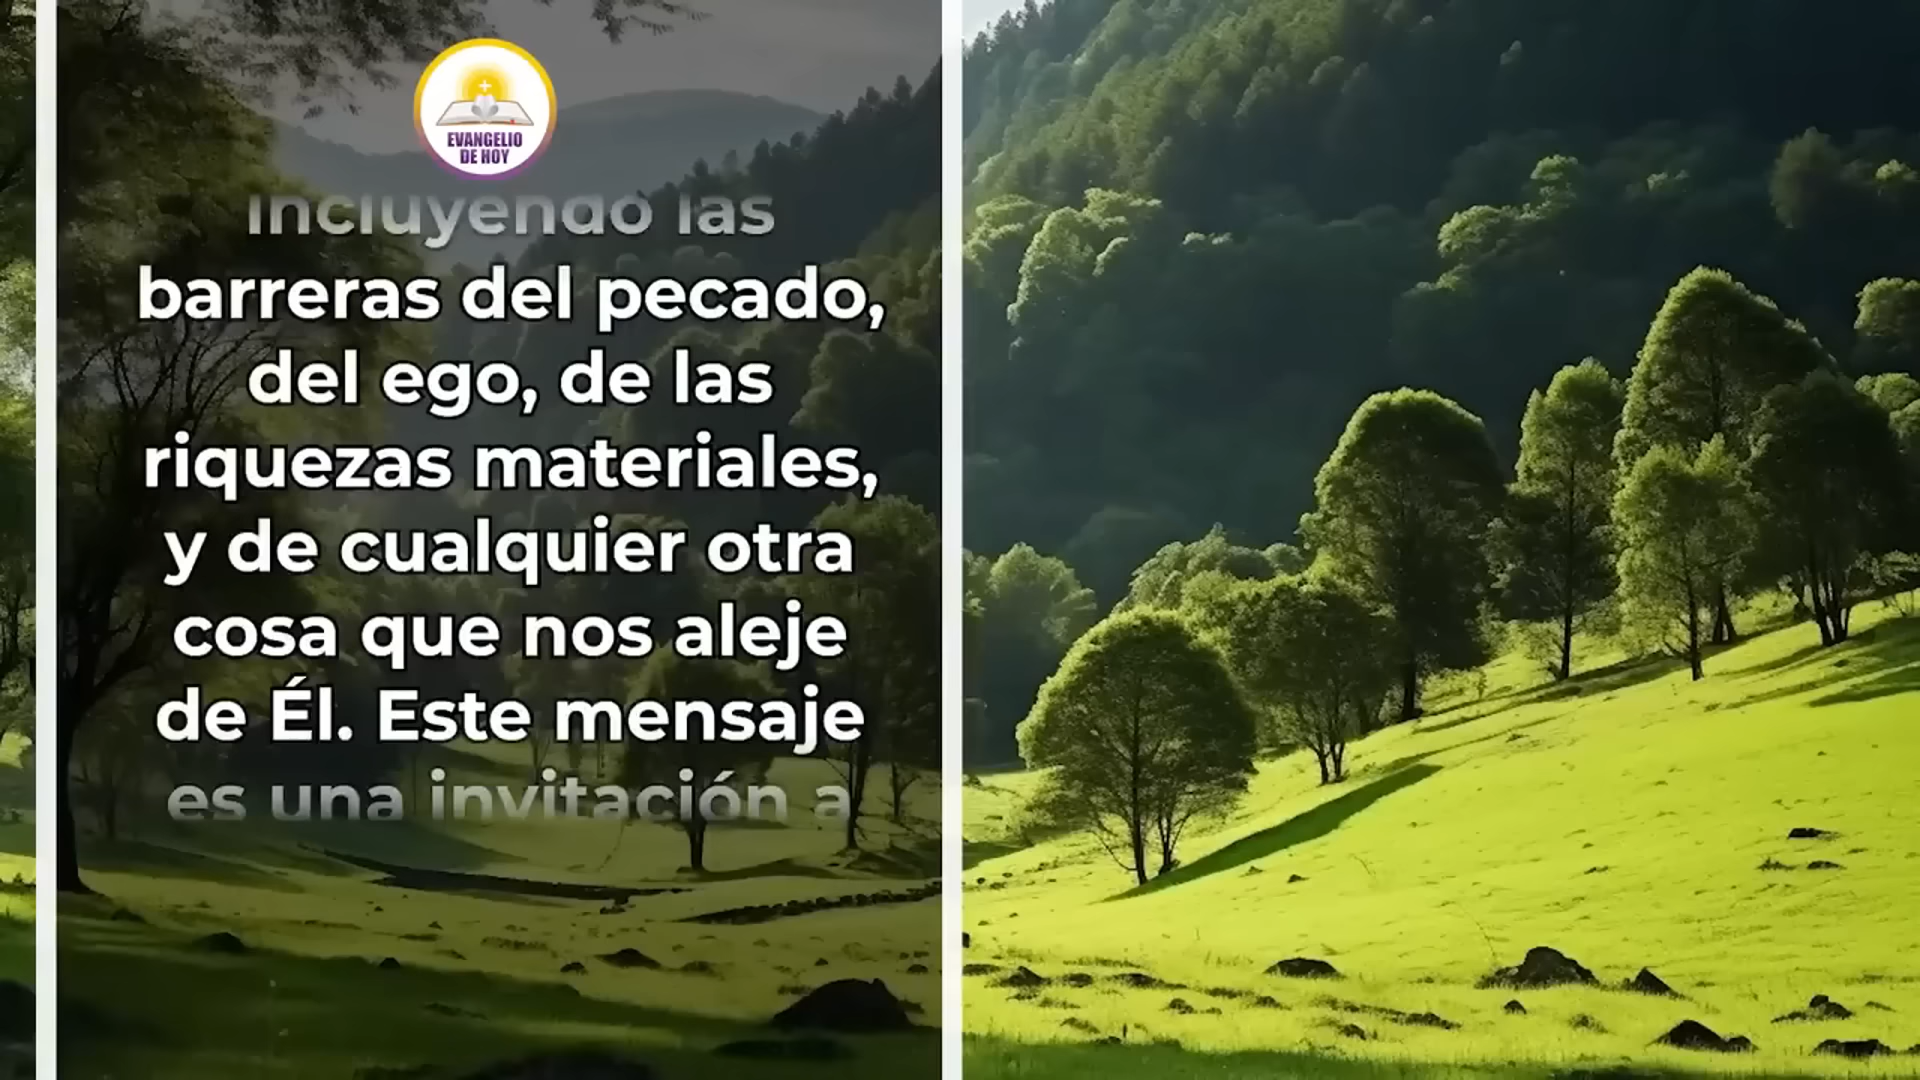 EVANGELIO
DE HOY
incluyendo las
barreras del pecado,
del ego, de las
riquezas materiales,
y de cualquier otra
cosa que nos aleje
de Él. Este mensaje
es una invitación a